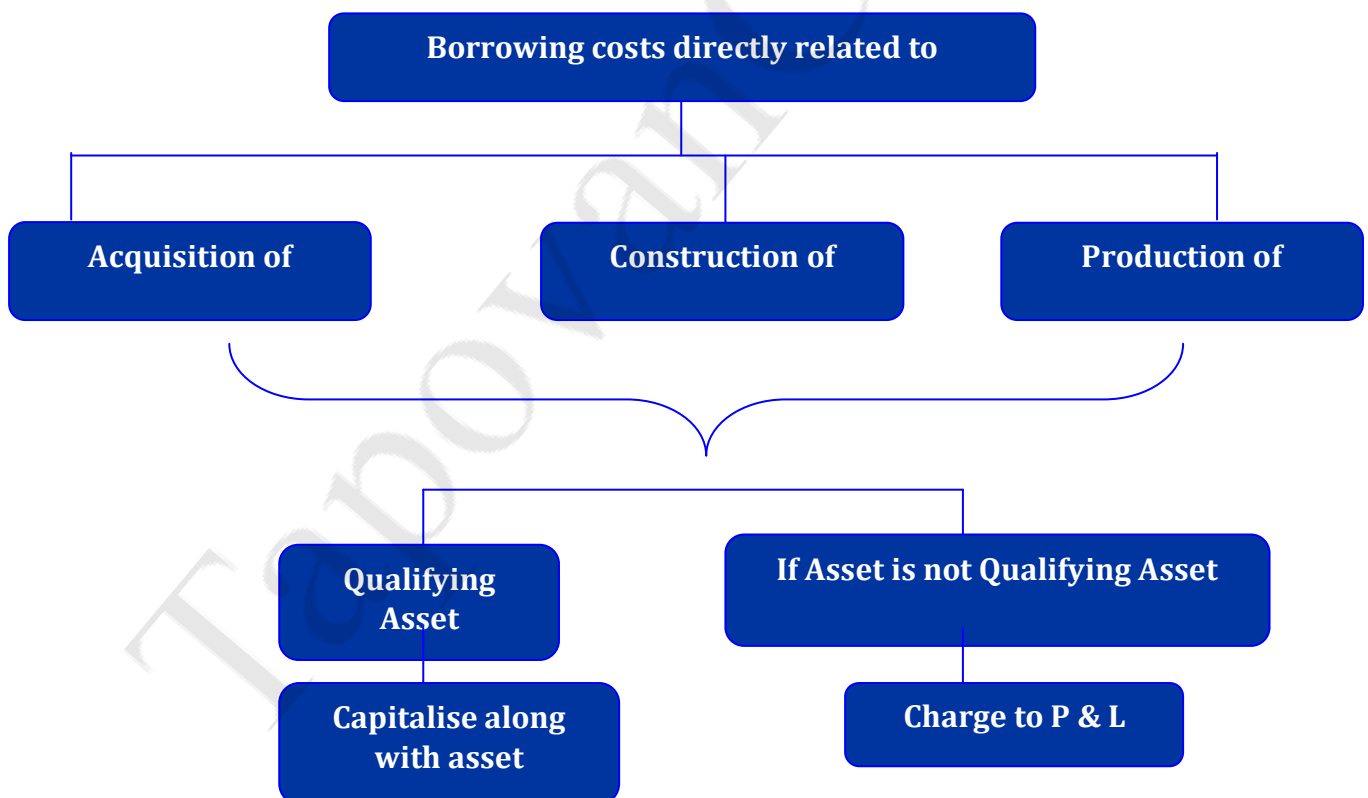 Borrowing costs directly related to
Acquisition of
Construction of
Production of
Qualifying
Asset
If Asset is not Qualifying Asset
Capitalise along
with asset
Charge to P & L